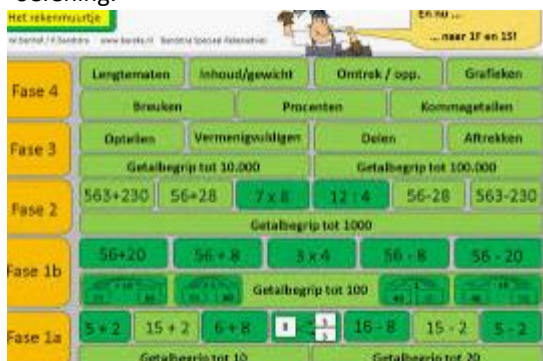 Het rekenmuurtje
En nu ...
... naar 1F en 1S!
Fase 4
Lengtematen Inhoud/gewicht Omtrek / opp. Grafieken
Breuken Procenten Kommagetallen
Fase 3
Optellen Vermenigvuldigen Delen Aftrekken
Getalbegrip tot 10.000 Getalbegrip tot 100.000
Fase 2
563+230 56+28 7 x 8 12 : 4 56-28 563-230
Getalbegrip tot 1000
Fase 1b
56+20 56 + 8 3 x 4 56 - 8 56 - 20
Getalbegrip tot 100
Fase 1a
5 + 2 15 + 2 6 + 8 8 16 - 8 15 - 2 5 - 2
Getalbegrip tot 10 Getalbegrip tot 20